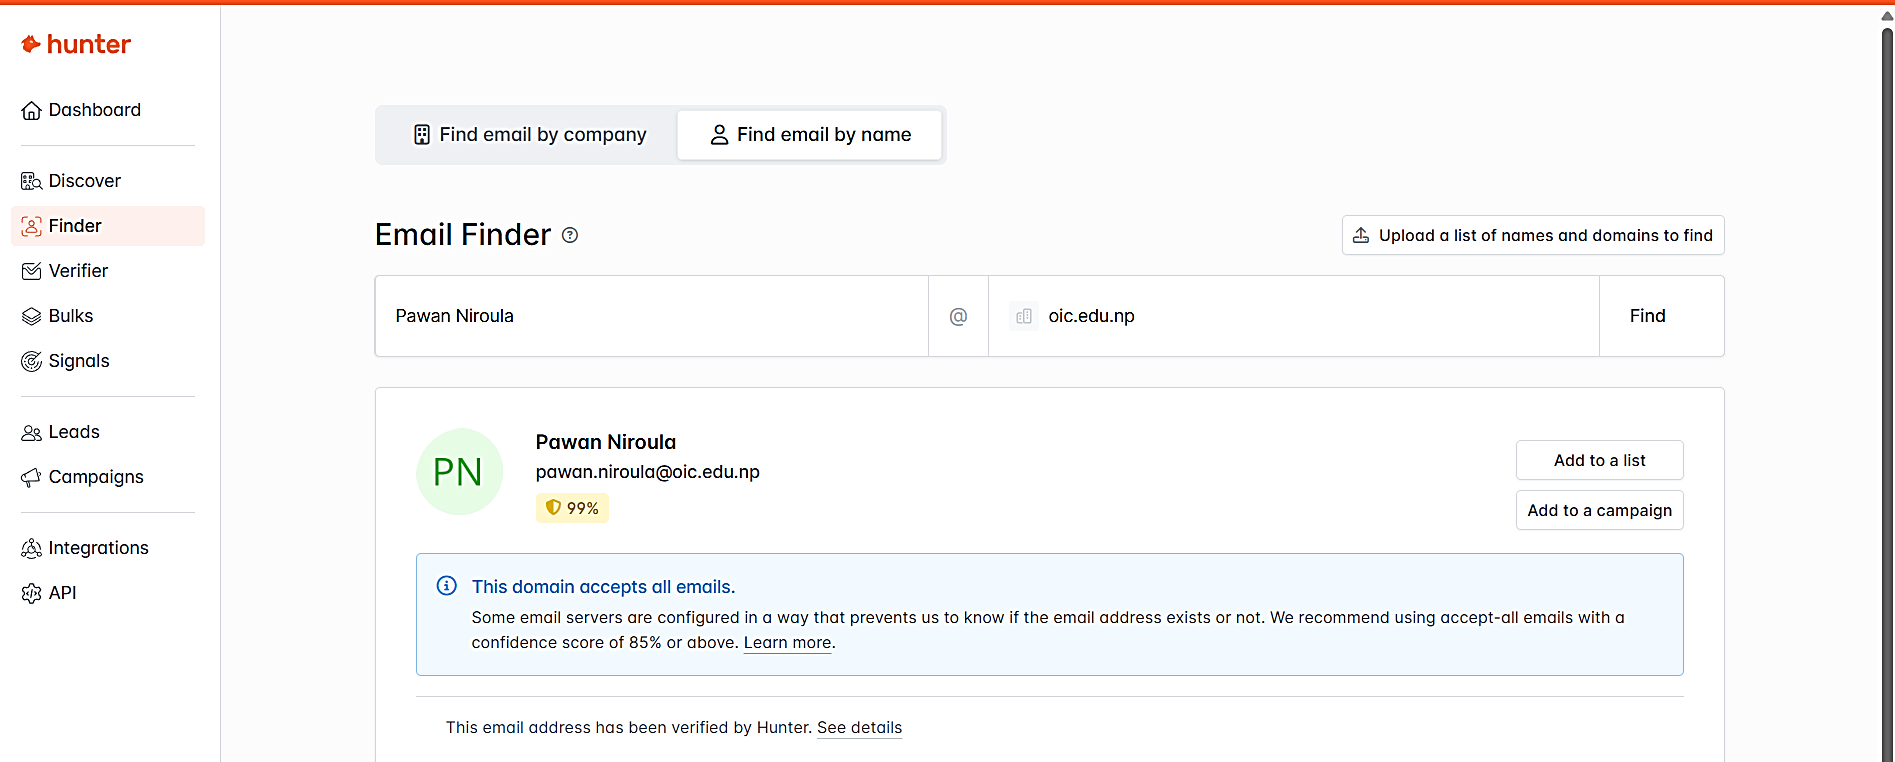 hunter
Dashboard
Discover
Finder
Verifier
Bulks
Signals
Leads
Campaigns
Integrations
API
Find email by company
Find email by name
Email Finder
Upload a list of names and domains to find
Pawan Niroula @ oic.edu.np Find
PN
Pawan Niroula
pawan.niroula@oic.edu.np
99%
Add to a list
Add to a campaign
This domain accepts all emails.
Some email servers are configured in a way that prevents us to know if the email address exists or not. We recommend using accept-all emails with a
confidence score of 85% or above. Learn more.
This email address has been verified by Hunter. See details